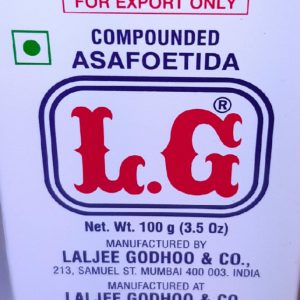 FOR EXPORT ONLY
COMPOUNDED
ASAFOETIDA
L.G®
Net. Wt. 100 g (3.5 Oz)
MANUFACTURED BY
LALJEE GODHOO & CO.,
213, SAMUEL ST. MUMBAI 400 003. INDIA
MANUFACTURED AT
LALJEE GODHOO & CO.